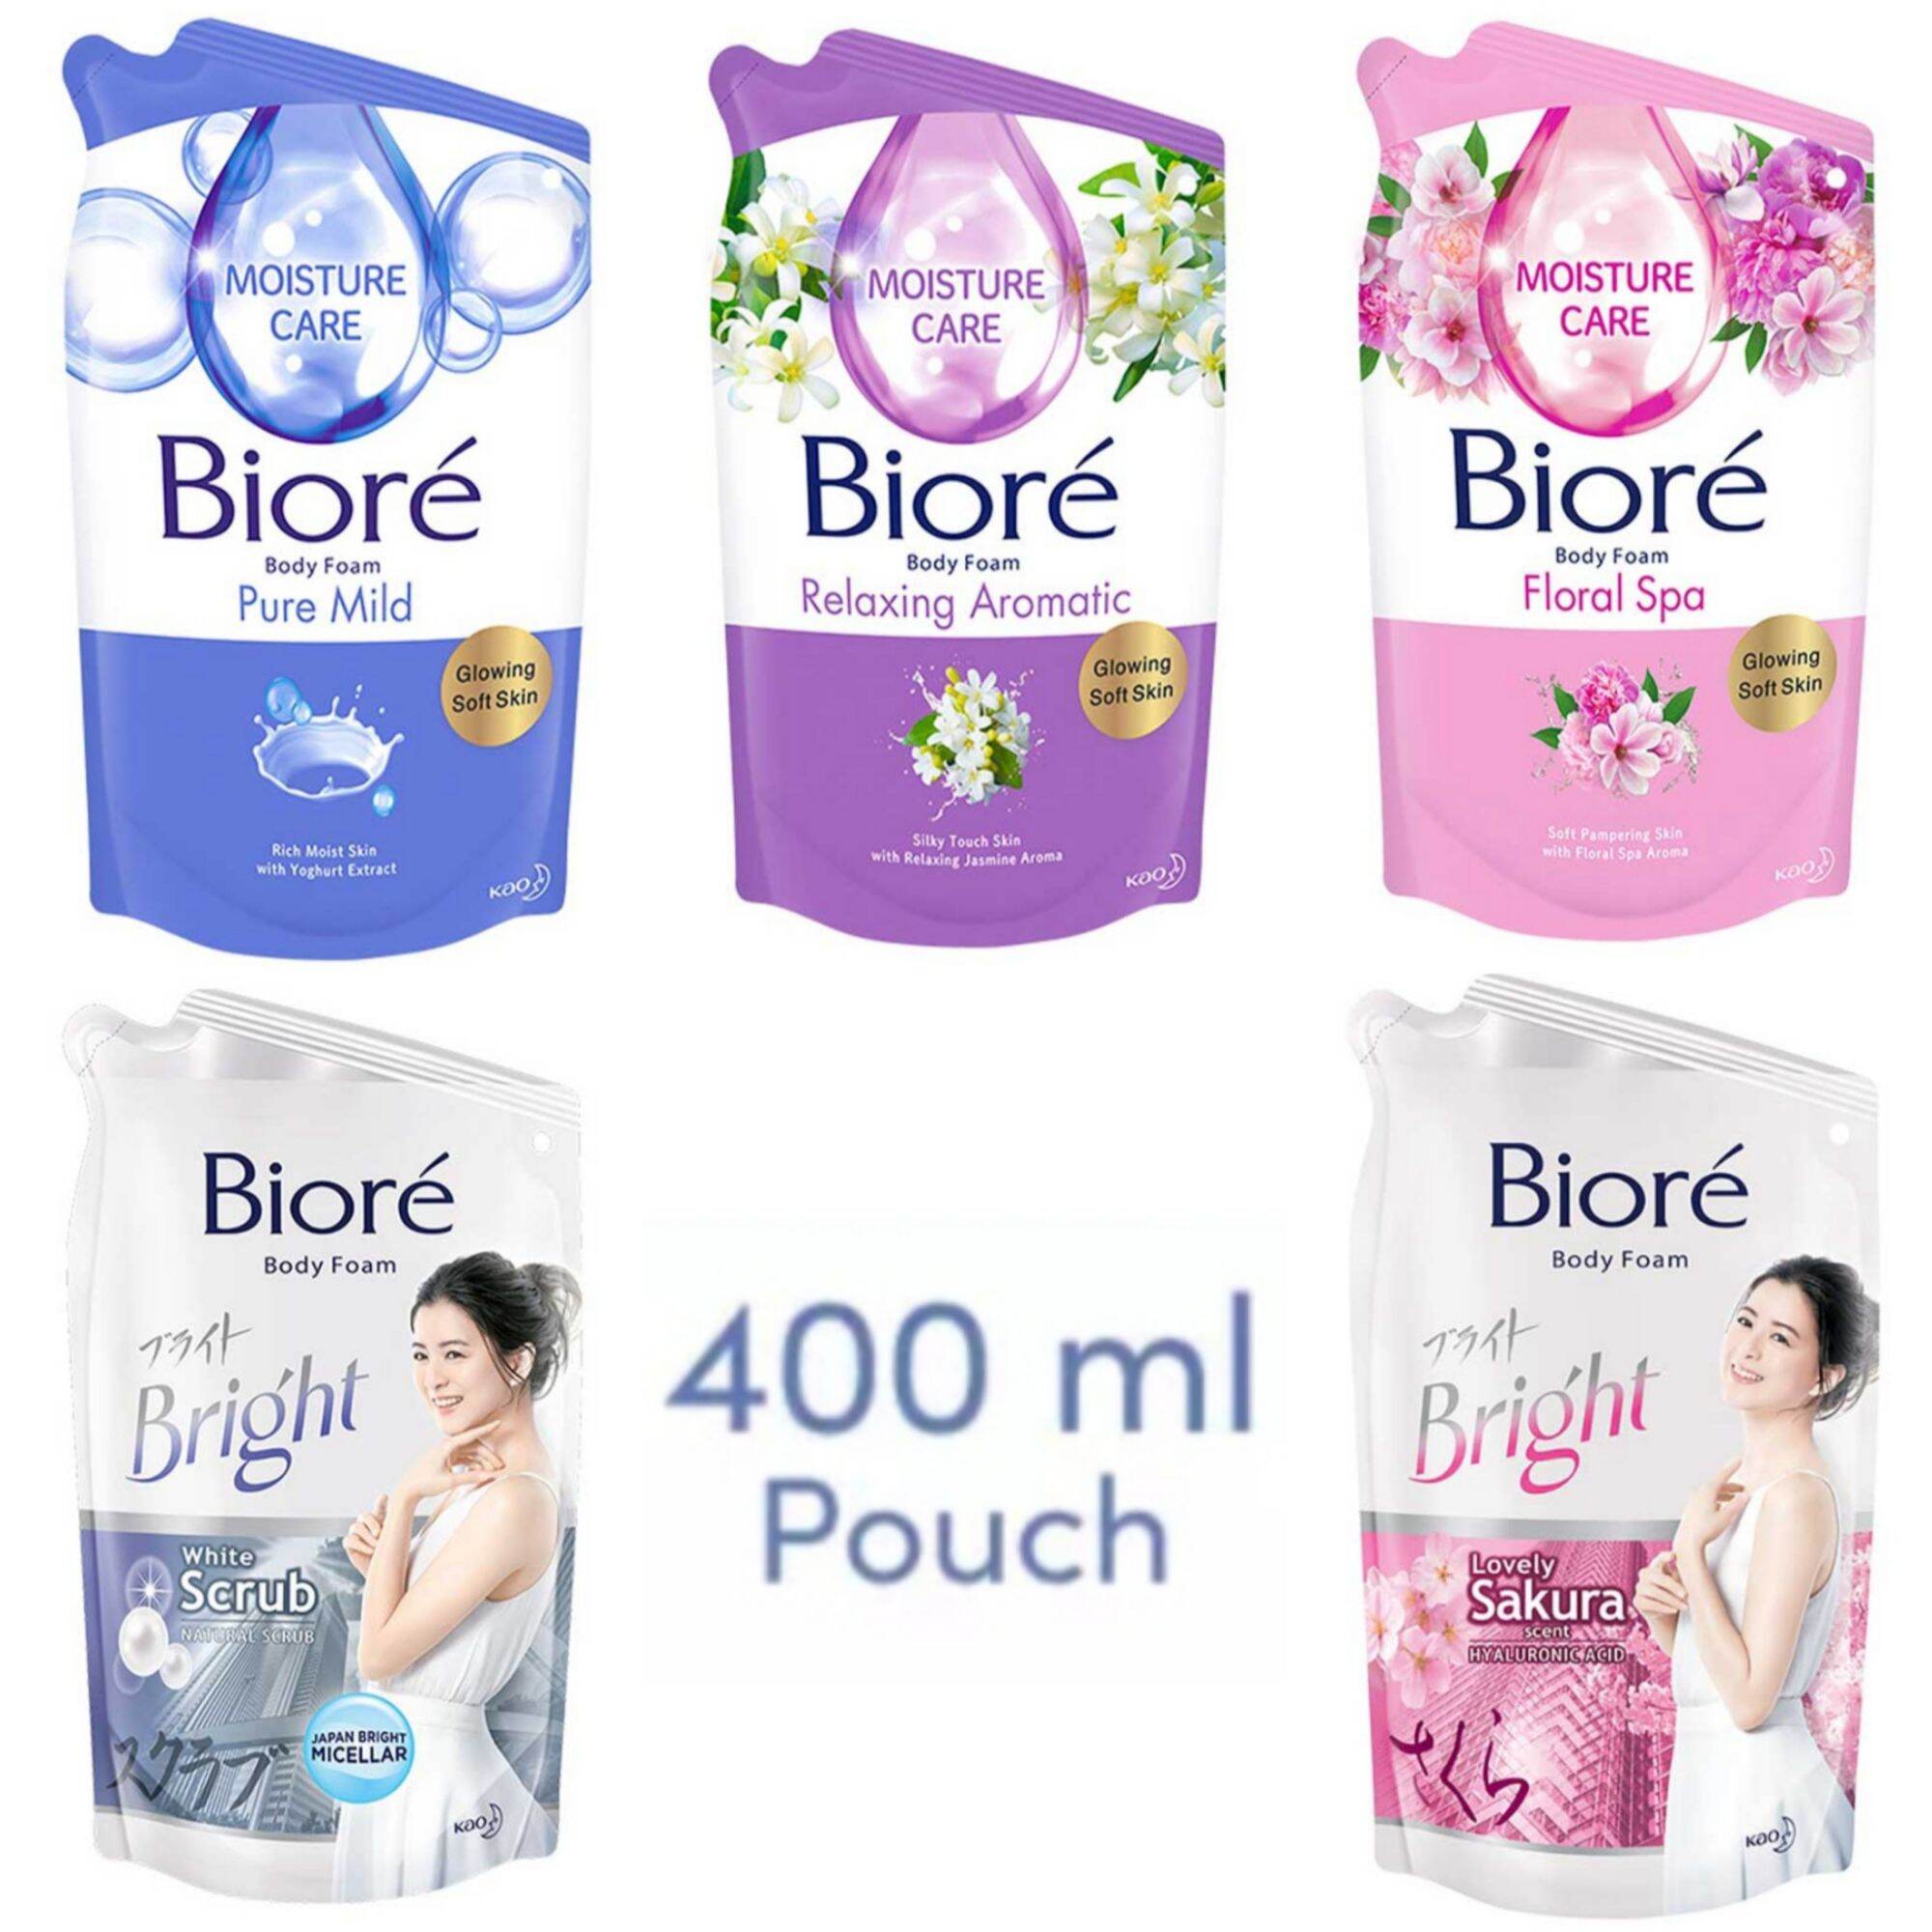 MOISTURE
CARE
Bioré
Body Foam
Pure Mild
Glowing
Soft Skin
Rich Moist Skin
with Yoghurt Extract
Kao
MOISTURE
CARE
Bioré
Body Foam
Relaxing Aromatic
Glowing
Soft Skin
Silky Touch Skin
with Relaxing Jasmine Aroma
Kao
MOISTURE
CARE
Bioré
Body Foam
Floral Spa
Glowing
Soft Skin
Soft Pampering Skin
with Floral Spa Aroma
Kao
Bioré
Body Foam
ブライト
Bright
White
Scrub
NATURAL SCRUB
スクラブ
JAPAN BRIGHT
MICELLAR
Kao
400 ml
Pouch
Bioré
Body Foam
ブライト
Bright
Lovely
Sakura
scent
HYALURONIC ACID
さくら
Kao